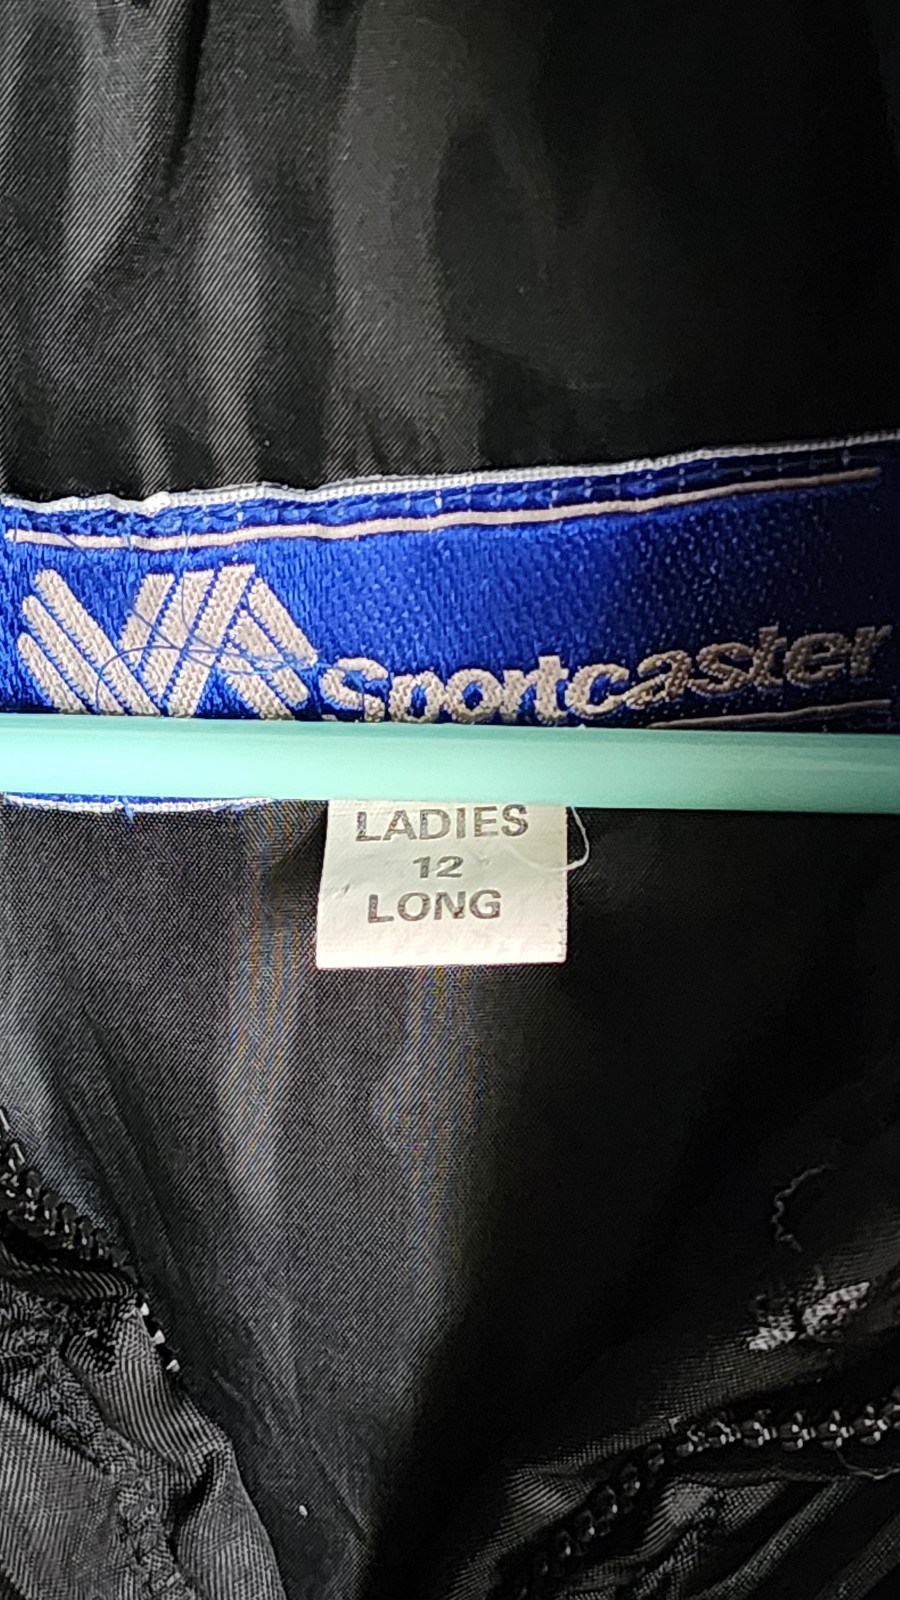 Sportcaster
LADIES
12
LONG